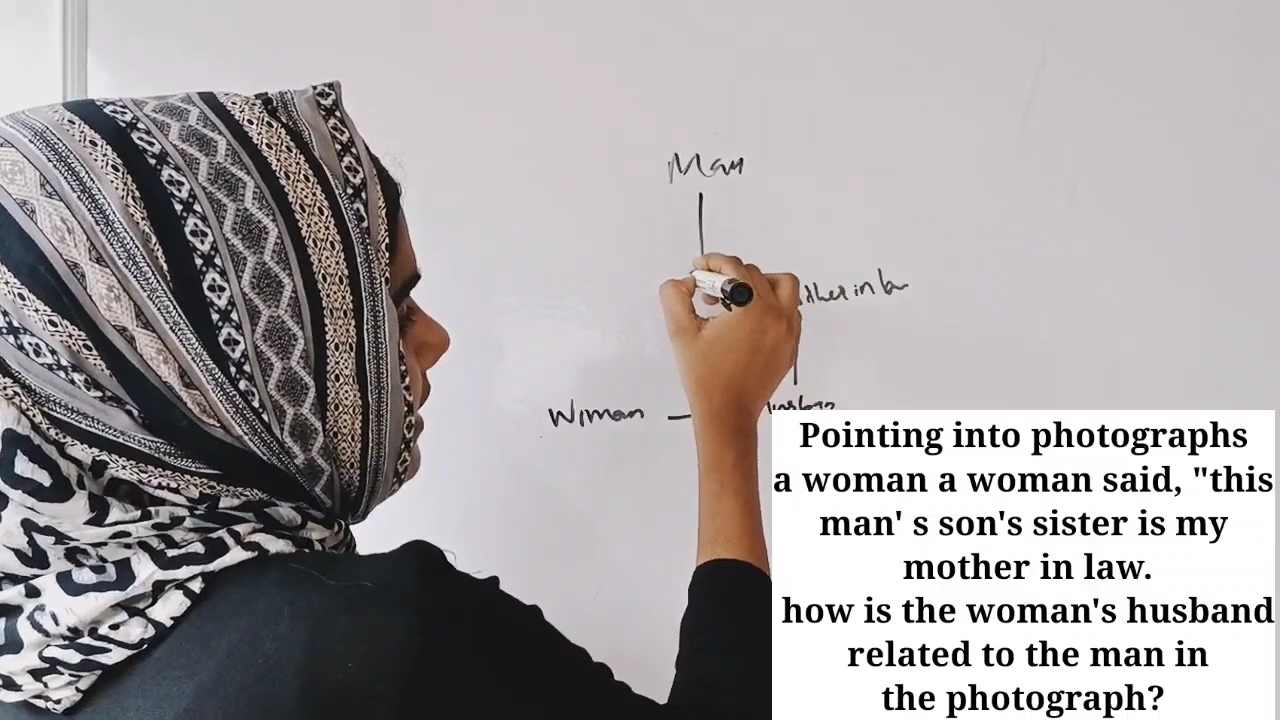 Man
Woman
Pointing into photographs
a woman a woman said, "this
man' s son's sister is my
mother in law.
how is the woman's husband
related to the man in
the photograph?